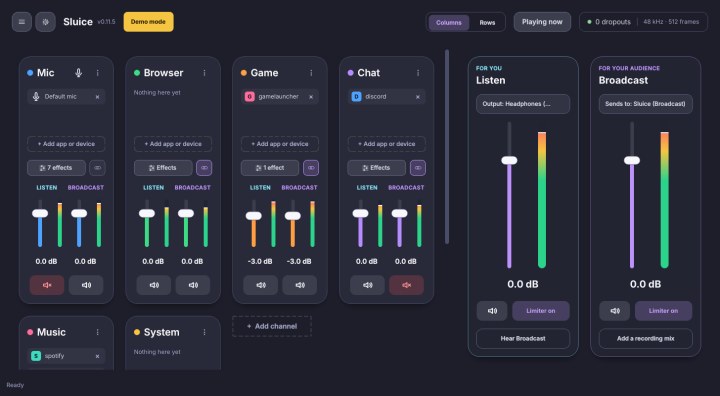 Sluice v0.11.5 Demo mode
Columns Rows Playing now 0 dropouts 48 kHz · 512 frames
Mic
Default mic ×
+ Add app or device
7 effects
LISTEN BROADCAST
0.0 dB 0.0 dB
Browser
Nothing here yet
+ Add app or device
Effects
LISTEN BROADCAST
0.0 dB 0.0 dB
Game
G gamelauncher ×
+ Add app or device
1 effect
LISTEN BROADCAST
-3.0 dB -3.0 dB
Chat
D discord ×
+ Add app or device
Effects
LISTEN BROADCAST
0.0 dB 0.0 dB
Music
S spotify ×
System
Nothing here yet
+ Add channel
FOR YOU
Listen
Output: Headphones (...
0.0 dB
Limiter on
Hear Broadcast
FOR YOUR AUDIENCE
Broadcast
Sends to: Sluice (Broadcast)
0.0 dB
Limiter on
Add a recording mix
Ready